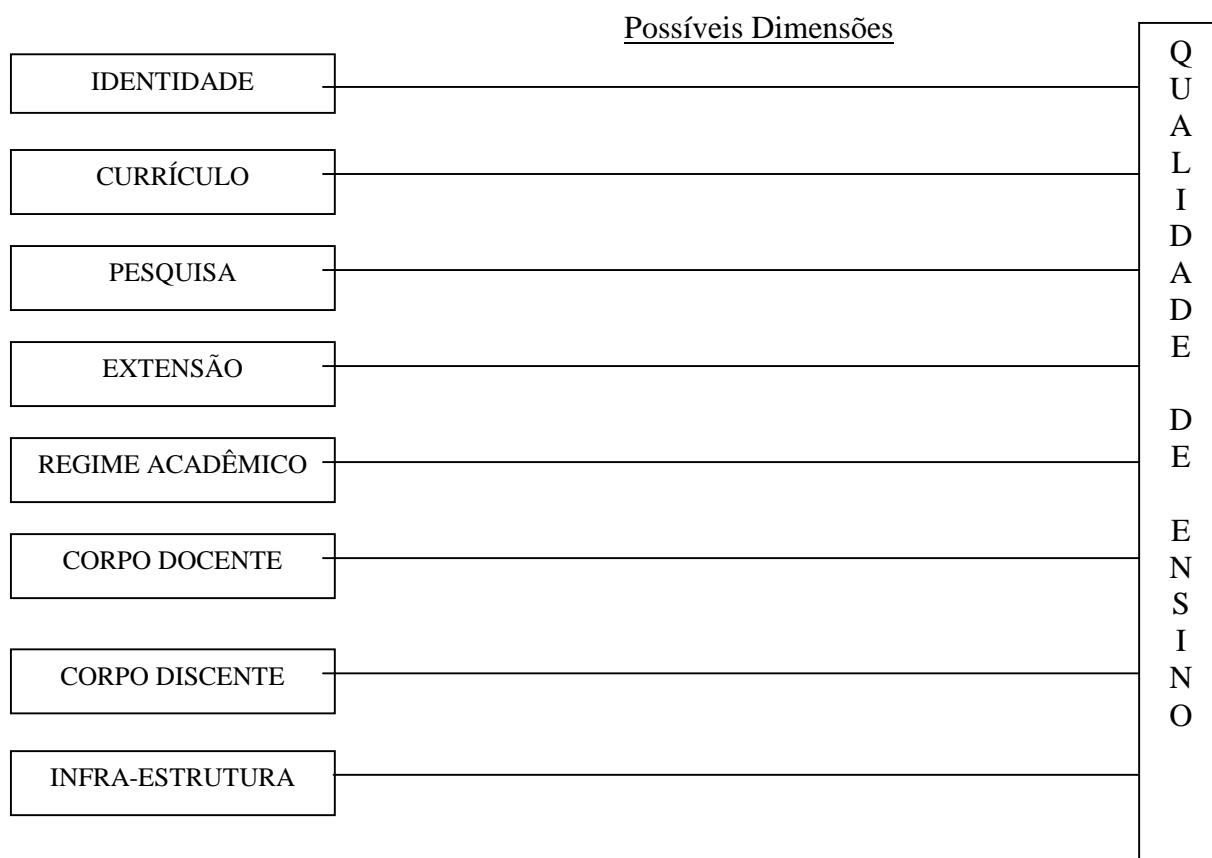 Possíveis Dimensões
IDENTIDADE
CURRÍCULO
PESQUISA
EXTENSÃO
REGIME ACADÊMICO
CORPO DOCENTE
CORPO DISCENTE
INFRA-ESTRUTURA
QUALIDADE DE ENSINO